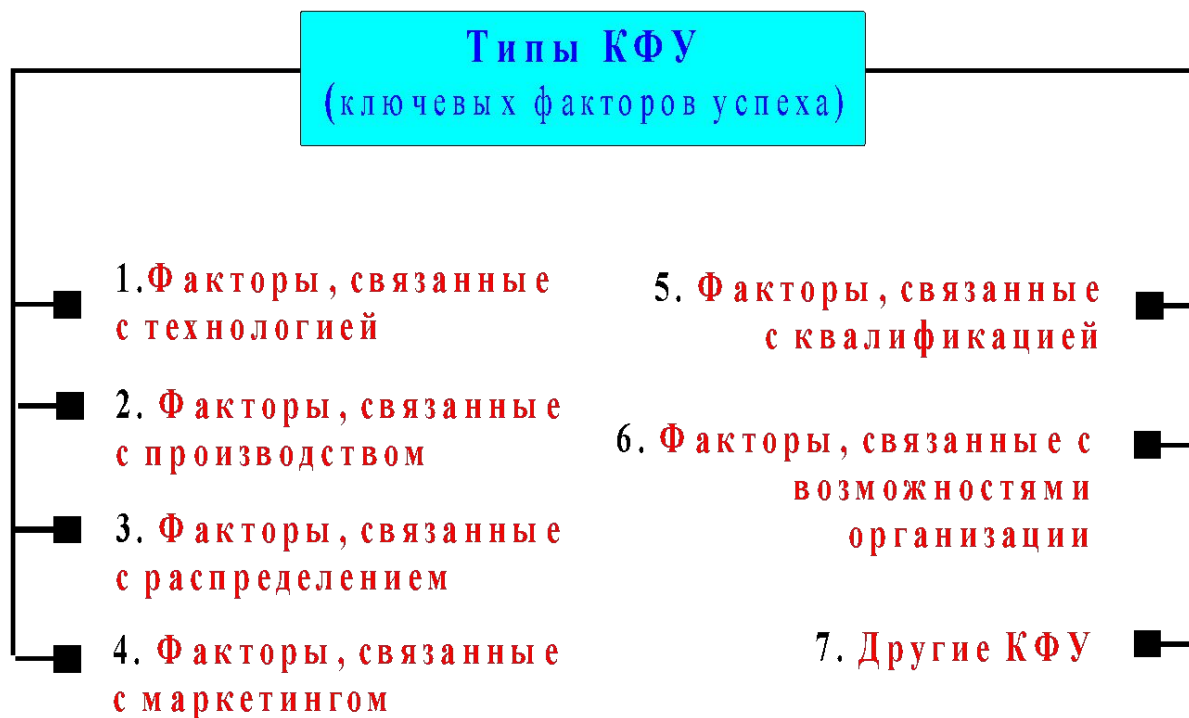 Типы КФУ
(ключевых факторов успеха)
1.Факторы, связанные
с технологией
2. Факторы, связанные
с производством
3. Факторы, связанные
с распределением
4. Факторы, связанные
с маркетингом
5. Факторы, связанные
с квалификацией
6. Факторы, связанные с
возможностями
организации
7. Другие КФУ